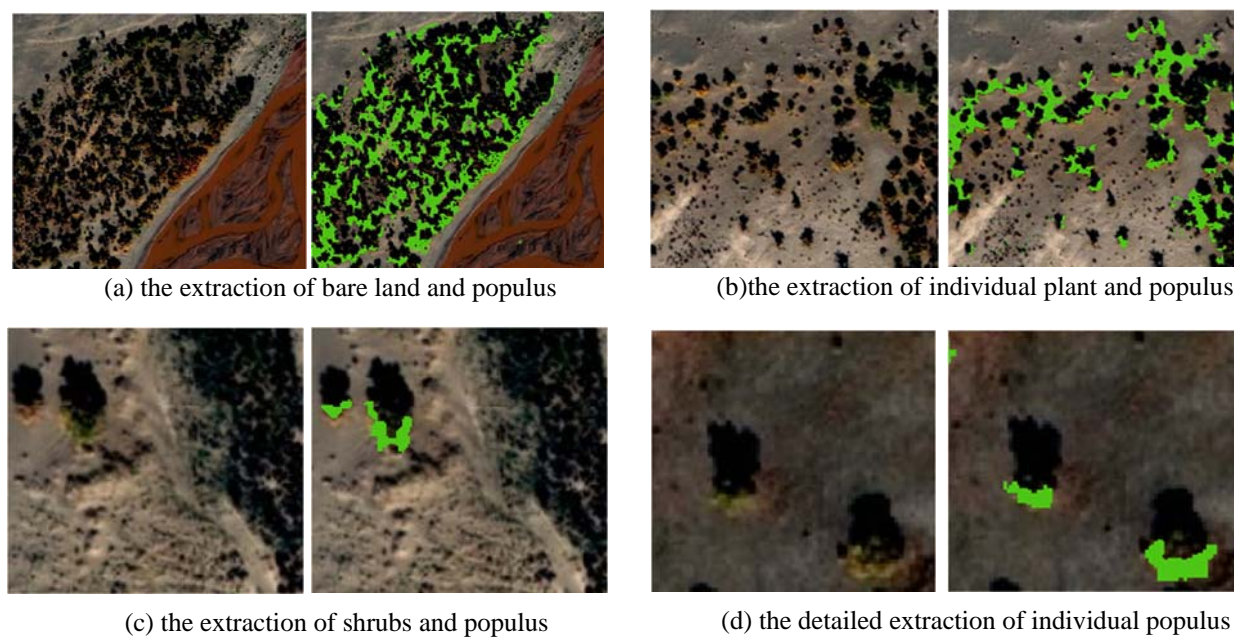 (a) the extraction of bare land and populus
(b)the extraction of individual plant and populus
(c) the extraction of shrubs and populus
(d) the detailed extraction of individual populus